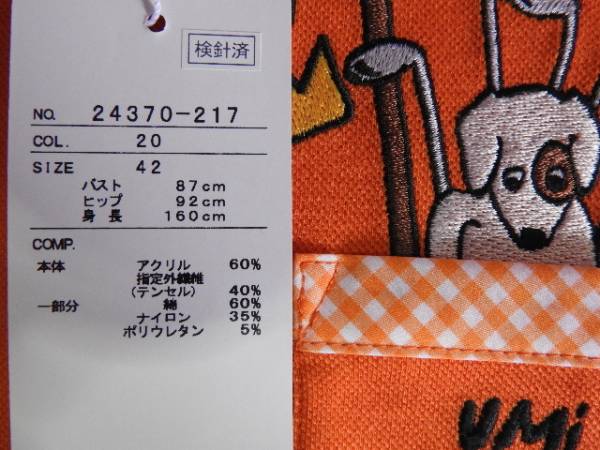 検針済
NO. 24370-217
COL. 20
SIZE 42
バスト 87cm
ヒップ 92cm
身長 160cm
COMP.
本体 アクリル 60%
指定外繊維
(テンセル) 40%
一部分 綿 60%
ナイロン 35%
ポリウレタン 5%
UMi